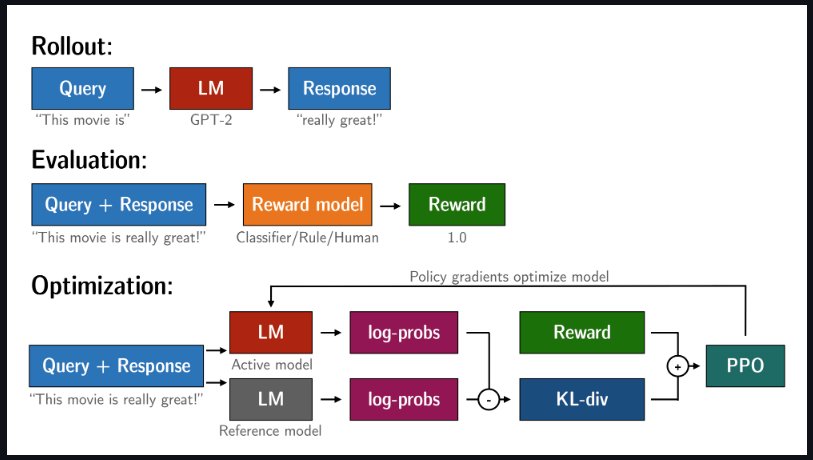 Rollout:
Query
LM
Response
“This movie is”
GPT-2
“really great!”
Evaluation:
Query + Response
Reward model
Reward
“This movie is really great!”
Classifier/Rule/Human
1.0
Optimization:
Policy gradients optimize model
LM
log-probs
Reward
Active model
+
Query + Response
PPO
“This movie is really great!”
LM
log-probs
-
KL-div
Reference model